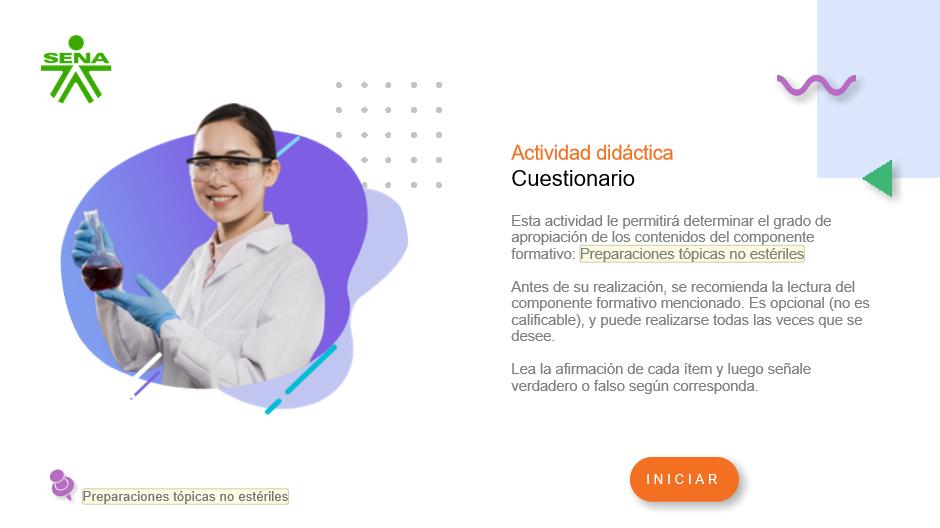 SENA
Actividad didáctica
Cuestionario
Esta actividad le permitirá determinar el grado de
apropiación de los contenidos del componente
formativo: Preparaciones tópicas no estériles
Antes de su realización, se recomienda la lectura del
componente formativo mencionado. Es opcional (no es
calificable), y puede realizarse todas las veces que se
desee.
Lea la afirmación de cada ítem y luego señale
verdadero o falso según corresponda.
INICIAR
Preparaciones tópicas no estériles